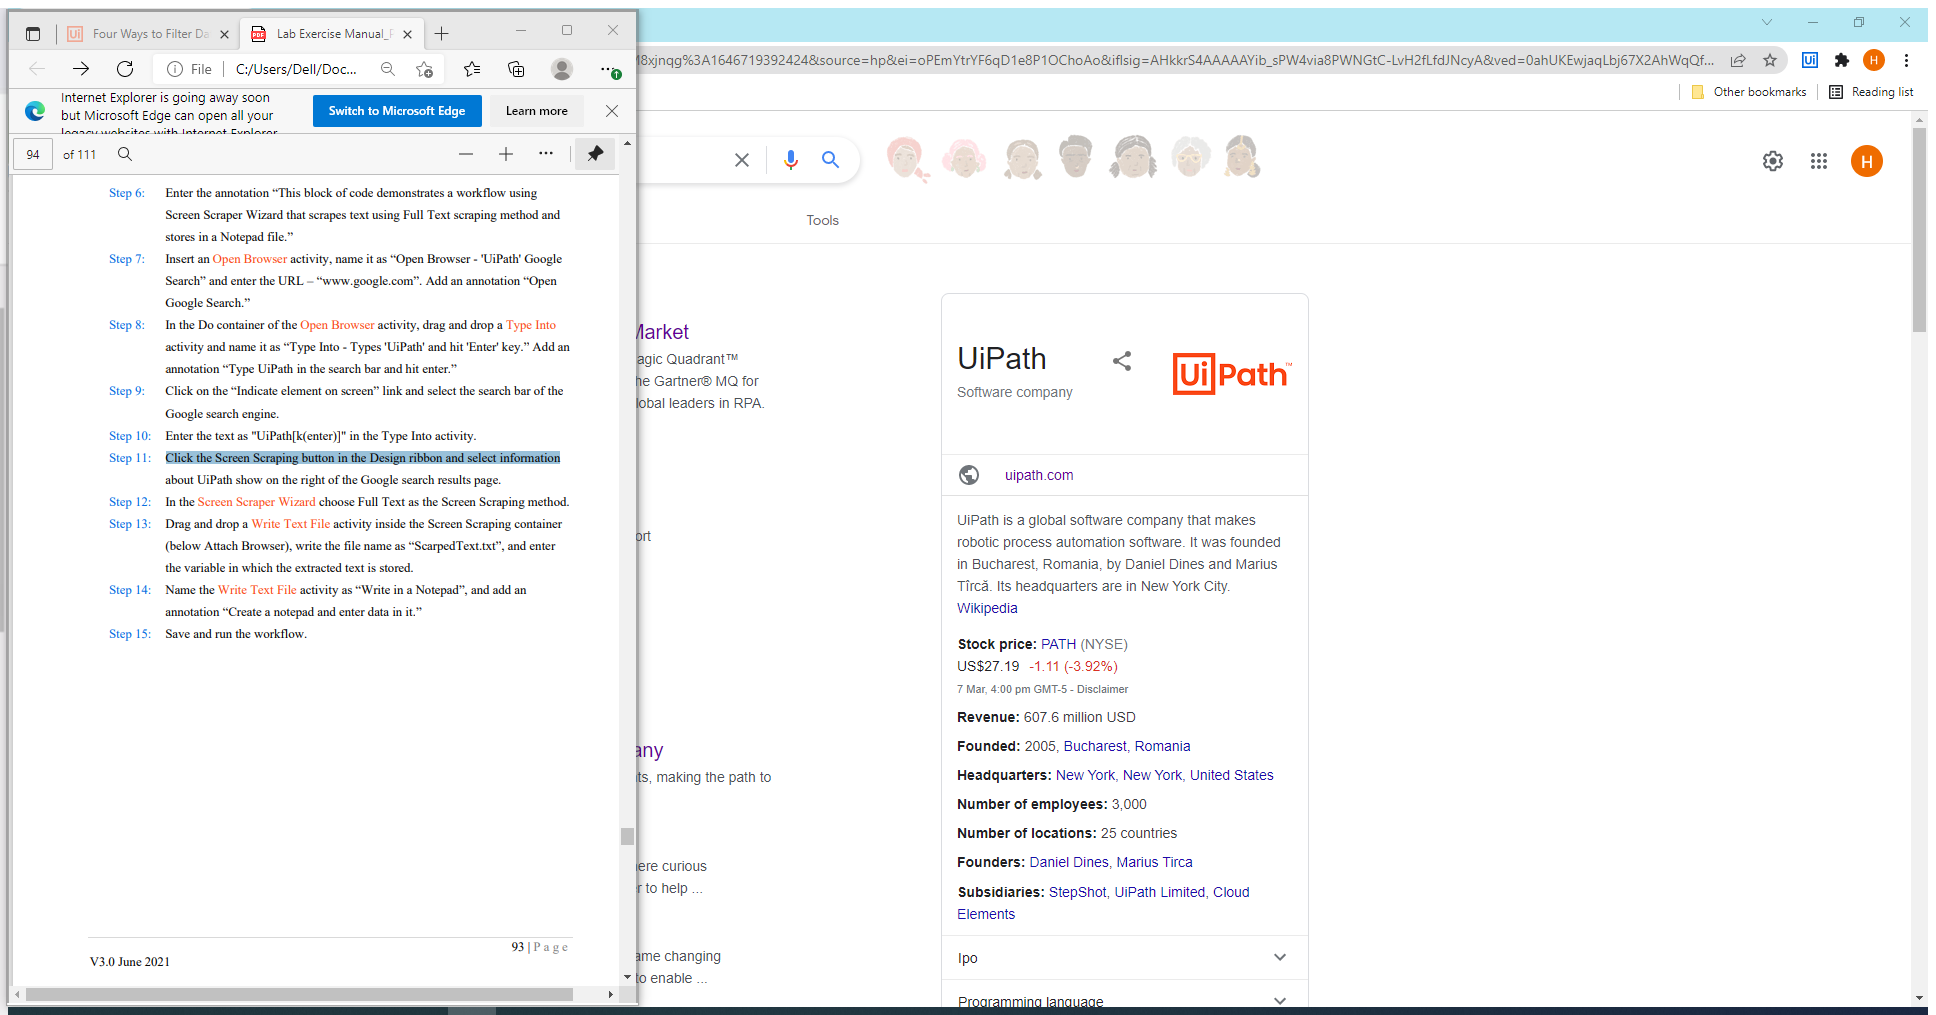 Four Ways to Filter Da
Lab Exercise Manual_F
File
C:/Users/Dell/Doc...
Internet Explorer is going away soon
but Microsoft Edge can open all your
legacy websites with Internet Explorer
Switch to Microsoft Edge
Learn more
94 of 111
Step 6: Enter the annotation “This block of code demonstrates a workflow using
Screen Scraper Wizard that scrapes text using Full Text scraping method and
stores in a Notepad file.”
Step 7: Insert an Open Browser activity, name it as “Open Browser - 'UiPath' Google
Search” and enter the URL – “www.google.com”. Add an annotation “Open
Google Search.”
Step 8: In the Do container of the Open Browser activity, drag and drop a Type Into
activity and name it as “Type Into - Types 'UiPath' and hit 'Enter' key.” Add an
annotation “Type UiPath in the search bar and hit enter.”
Step 9: Click on the “Indicate element on screen” link and select the search bar of the
Google search engine.
Step 10: Enter the text as "UiPath[k(enter)]" in the Type Into activity.
Step 11: Click the Screen Scraping button in the Design ribbon and select information
about UiPath show on the right of the Google search results page.
Step 12: In the Screen Scraper Wizard choose Full Text as the Screen Scraping method.
Step 13: Drag and drop a Write Text File activity inside the Screen Scraping container
(below Attach Browser), write the file name as “ScarpedText.txt”, and enter
the variable in which the extracted text is stored.
Step 14: Name the Write Text File activity as “Write in a Notepad”, and add an
annotation “Create a notepad and enter data in it.”
Step 15: Save and run the workflow.
93 | Page
V3.0 June 2021
8xjnqg%3A1646719392424&source=hp&ei=oPEmYtrYF6qD1e8P1OChoAo&iflsig=AHkkrS4AAAAAYib_sPW4via8PWNGtC-LvH2fLfdJNcyA&ved=0ahUKEwjaqLbj67X2AhWqQf...
Ui
H
Other bookmarks
Reading list
H
Tools
Market
agic Quadrant™
he Gartner® MQ for
lobal leaders in RPA.
ort
any
ts, making the path to
ere curious
r to help ...
ame changing
to enable ...
UiPath
Software company
UiPath™
uipath.com
UiPath is a global software company that makes
robotic process automation software. It was founded
in Bucharest, Romania, by Daniel Dines and Marius
Tîrcă. Its headquarters are in New York City.
Wikipedia
Stock price: PATH (NYSE)
US$27.19 -1.11 (-3.92%)
7 Mar, 4:00 pm GMT-5 - Disclaimer
Revenue: 607.6 million USD
Founded: 2005, Bucharest, Romania
Headquarters: New York, New York, United States
Number of employees: 3,000
Number of locations: 25 countries
Founders: Daniel Dines, Marius Tirca
Subsidiaries: StepShot, UiPath Limited, Cloud
Elements
Ipo
Programming language